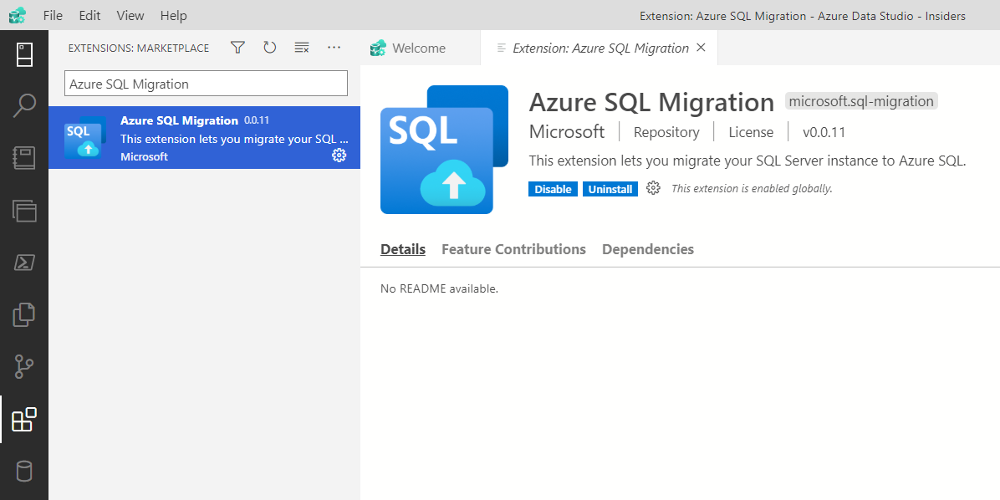 File Edit View Help
Extension: Azure SQL Migration - Azure Data Studio - Insiders
EXTENSIONS: MARKETPLACE
Azure SQL Migration
SQL
Azure SQL Migration 0.0.11
This extension lets you migrate your SQL ...
Microsoft
Welcome
Extension: Azure SQL Migration
SQL
Azure SQL Migration microsoft.sql-migration
Microsoft Repository License v0.0.11
This extension lets you migrate your SQL Server instance to Azure SQL.
Disable Uninstall This extension is enabled globally.
Details Feature Contributions Dependencies
No README available.